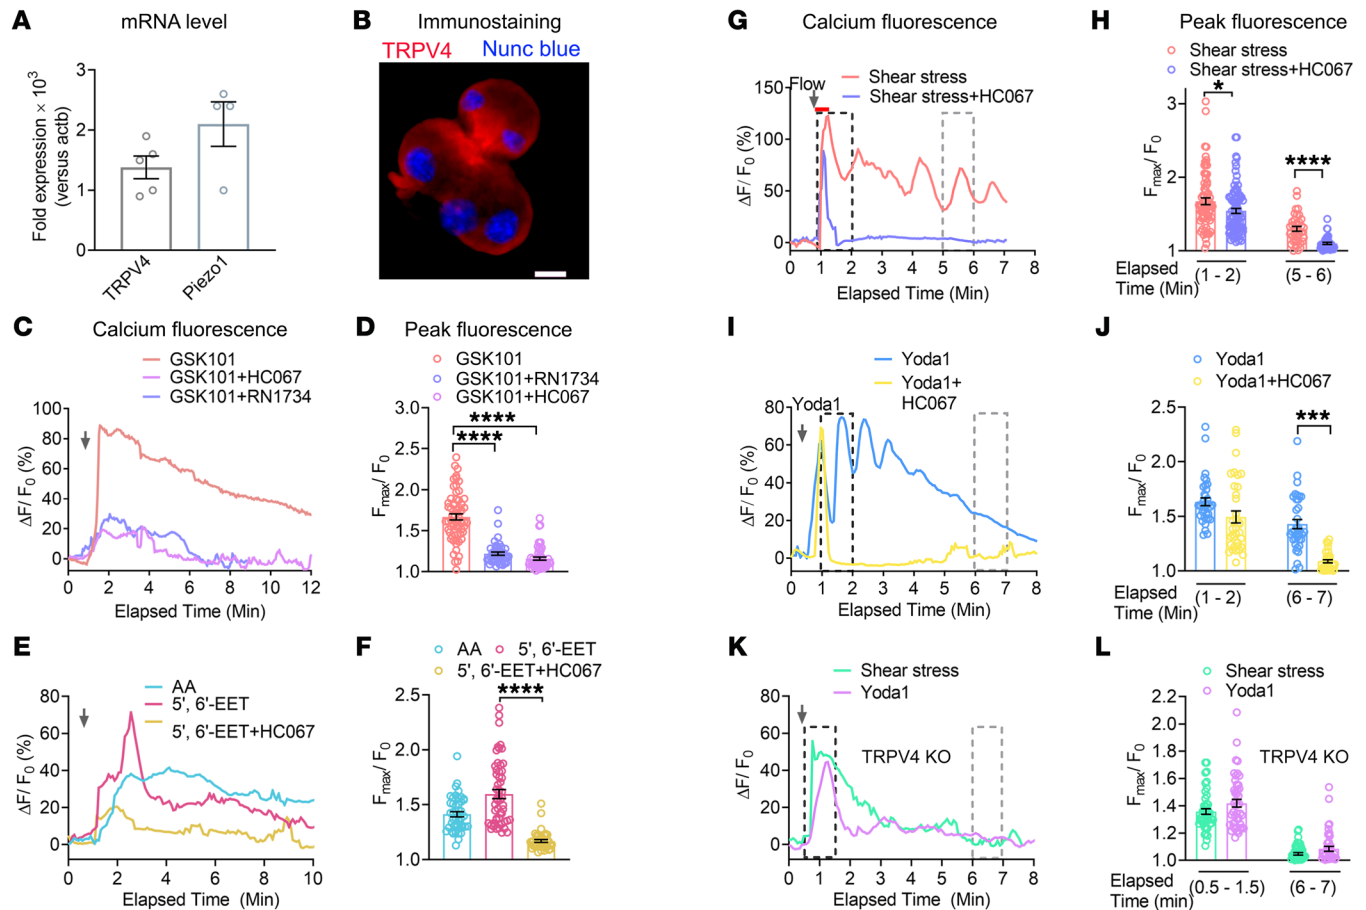 A mRNA level
Fold expression × 10³
(versus actb)
3
2
1
0
TRPV4
Piezo1
B Immunostaining
TRPV4 Nunc blue
C Calcium fluorescence
GSK101
GSK101+HC067
GSK101+RN1734
ΔF/ F₀ (%)
100
80
60
40
20
0
0 2 4 6 8 10 12
Elapsed Time (Min)
D Peak fluorescence
GSK101
GSK101+RN1734
GSK101+HC067
Fmax/ F₀
3.0
2.5
2.0
1.5
1.0
****
****
E
AA
5', 6'-EET
5', 6'-EET+HC067
ΔF/ F₀ (%)
80
60
40
20
0
0 2 4 6 8 10
Elapsed Time (Min)
F
AA 5', 6'-EET
5', 6'-EET+HC067
****
Fmax/ F₀
2.5
2.0
1.5
1.0
G Calcium fluorescence
Shear stress
Shear stress+HC067
Flow
ΔF/ F₀ (%)
150
100
50
0
0 1 2 5 6 7 8
Elapsed Time (Min)
H Peak fluorescence
Shear stress
Shear stress+HC067
*
****
Fmax/ F₀
3
2
1
Elapsed
Time (Min)
(1 - 2) (5 - 6)
I
Yoda1
Yoda1+
HC067
Yoda1
ΔF/ F₀ (%)
80
60
40
20
0
0 1 2 4 5 6 7 8
Elapsed Time (Min)
J
Yoda1
Yoda1+HC067
***
Fmax/ F₀
2.5
2.0
1.5
1.0
Elapsed
Time (Min)
(1 - 2) (6 - 7)
K
Shear stress
Yoda1
TRPV4 KO
ΔF/ F₀ (%)
80
60
40
20
0
0 1 2 3 4 5 6 7 8
Elapsed Time (Min)
L
Shear stress
Yoda1
TRPV4 KO
Fmax/ F₀
2.2
2.0
1.8
1.6
1.4
1.2
1.0
Elapsed
Time (min)
(0.5 - 1.5) (6 - 7)